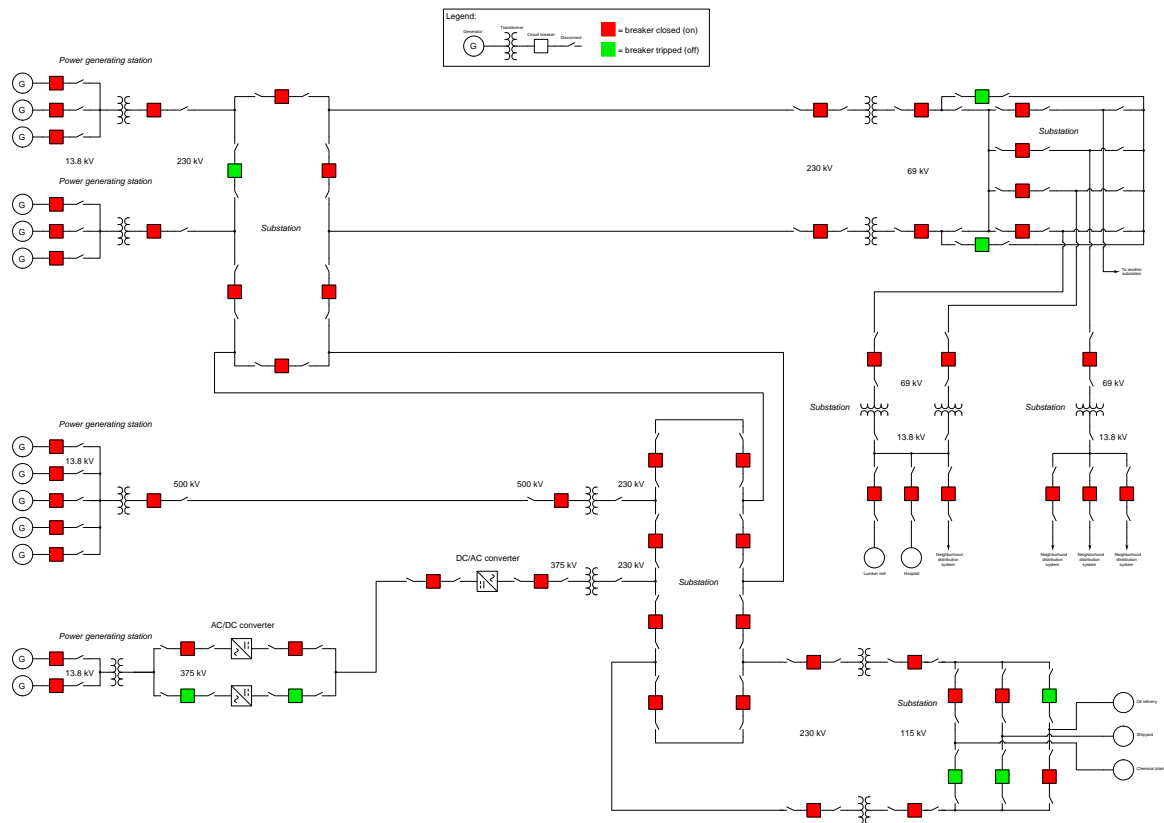 Legend:
Generator
Transformer
Circuit breaker
Disconnect
G
= breaker closed (on)
= breaker tripped (off)
Power generating station
G
G
G
13.8 kV
230 kV
230 kV
69 kV
Substation
Power generating station
G
G
G
Substation
To another
substation
69 kV
69 kV
Substation
Substation
13.8 kV
13.8 kV
Lumber mill
Hospital
Neighborhood
distribution
system
Neighborhood
distribution
system
Neighborhood
distribution
system
Neighborhood
distribution
system
Power generating station
G
G
G
G
G
13.8 kV
500 kV
500 kV
230 kV
DC/AC converter
375 kV
230 kV
Substation
Power generating station
G
G
13.8 kV
AC/DC converter
375 kV
230 kV
115 kV
Substation
Oil refinery
Shipyard
Chemical plant